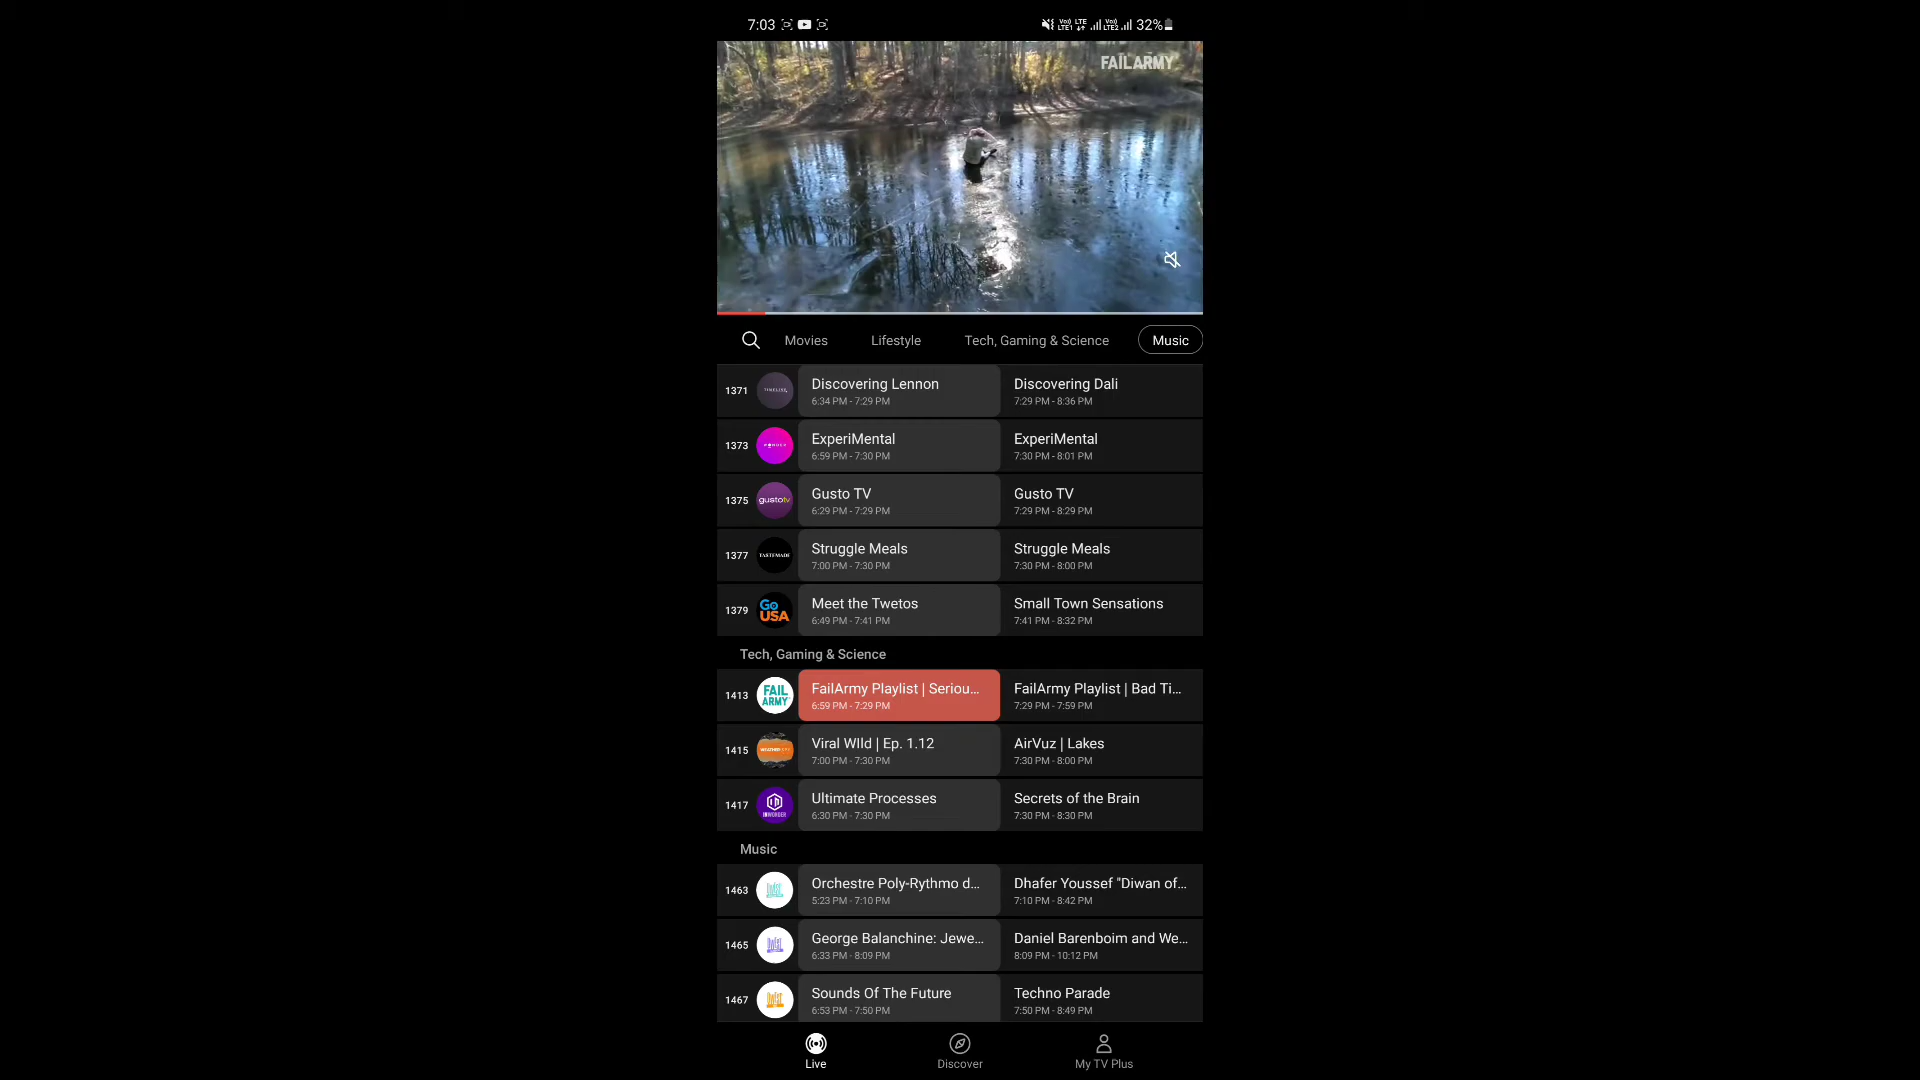 7:03
Vo) LTE1 LTE Vo) LTE2 32%
FAILARMY
Movies Lifestyle Tech, Gaming & Science Music
1371 TIMELINE Discovering Lennon Discovering Dali
6:34 PM - 7:29 PM 7:29 PM - 8:36 PM
1373 WONDER ExperiMental ExperiMental
6:59 PM - 7:30 PM 7:30 PM - 8:01 PM
1375 gustotv Gusto TV Gusto TV
6:29 PM - 7:29 PM 7:29 PM - 8:29 PM
1377 TASTEMADE Struggle Meals Struggle Meals
7:00 PM - 7:30 PM 7:30 PM - 8:00 PM
1379 Go USA Meet the Twetos Small Town Sensations
6:49 PM - 7:41 PM 7:41 PM - 8:32 PM
Tech, Gaming & Science
1413 FAIL ARMY FailArmy Playlist | Seriou... FailArmy Playlist | Bad Ti...
6:59 PM - 7:29 PM 7:29 PM - 7:59 PM
1415 Viral WIld | Ep. 1.12 AirVuz | Lakes
7:00 PM - 7:30 PM 7:30 PM - 8:00 PM
1417 INWONDER Ultimate Processes Secrets of the Brain
6:30 PM - 7:30 PM 7:30 PM - 8:30 PM
Music
1463 Orchestre Poly-Rythmo d... Dhafer Youssef "Diwan of...
5:23 PM - 7:10 PM 7:10 PM - 8:42 PM
1465 George Balanchine: Jewe... Daniel Barenboim and We...
6:33 PM - 8:09 PM 8:09 PM - 10:12 PM
1467 Sounds Of The Future Techno Parade
6:53 PM - 7:50 PM 7:50 PM - 8:49 PM
Live Discover My TV Plus